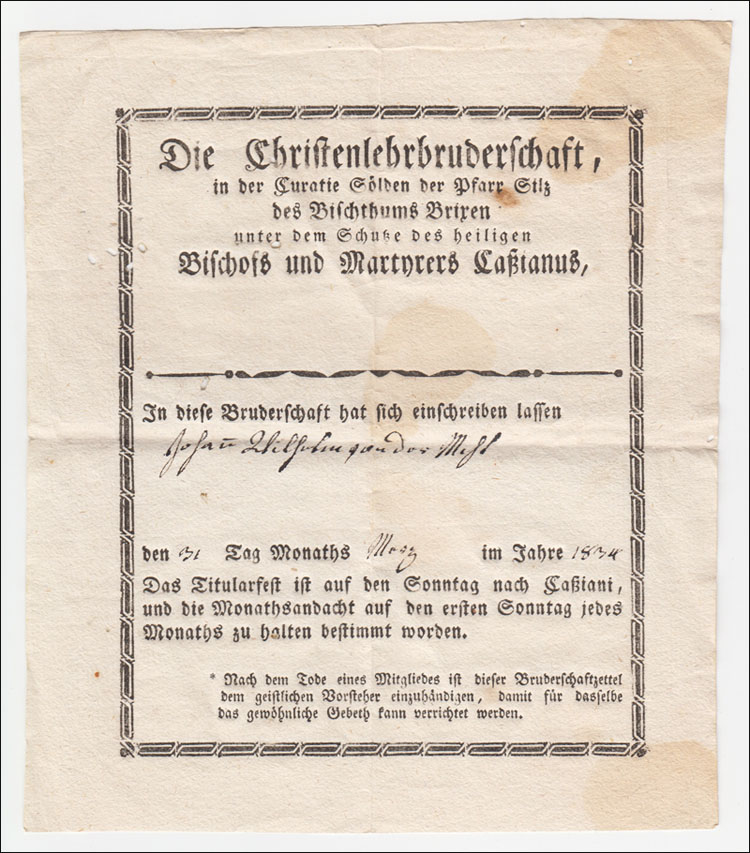 Die Christenlehrbruderschaft,
in der Curatie Sölden der Pfarr Silz
des Bischthums Brixen
unter dem Schutze des heiligen
Bischofs und Martyrers Caßianus,
In diese Bruderschaft hat sich einschreiben lassen
Johañ Wilhelm
den 31 Tag Monaths Merz im Jahre 1834
Das Titularfest ist auf den Sonntag nach Caßiani,
und die Monathsandacht auf den ersten Sonntag jedes
Monaths zu halten bestimmt worden.
* Nach dem Tode eines Mitgliedes ist dieser Bruderschaftzettel
dem geistlichen Vorsteher einzuhändigen, damit für dasselbe
das gewöhnliche Gebeth kann verrichtet werden.